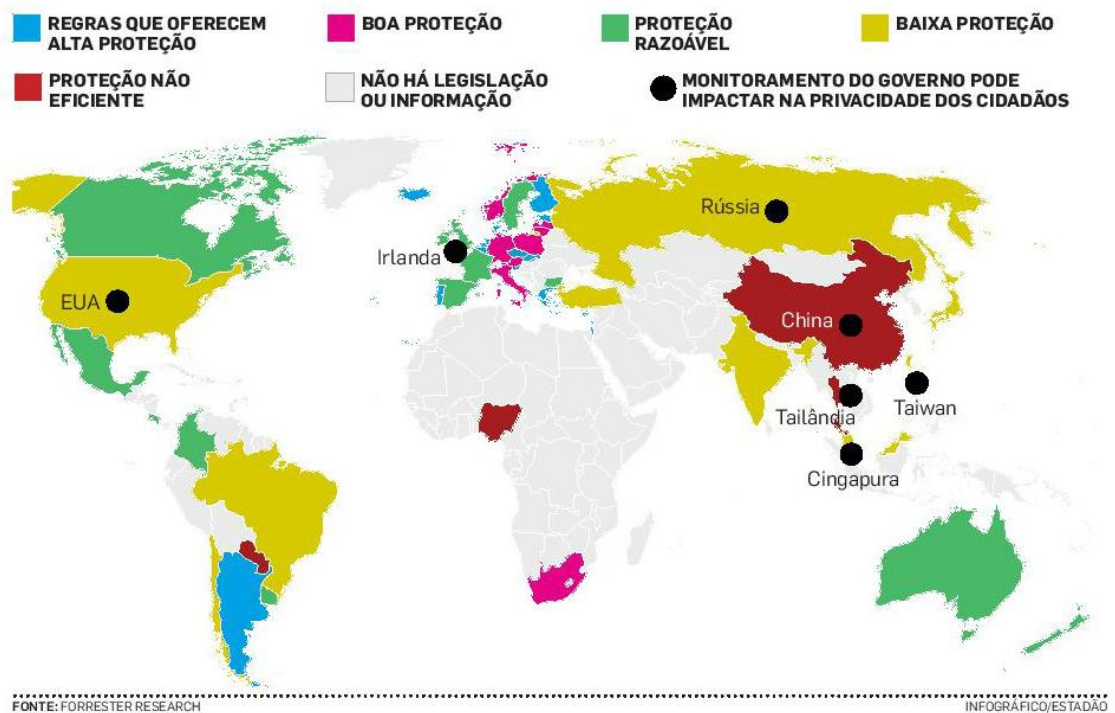 REGRAS QUE OFERECEM
ALTA PROTEÇÃO
BOA PROTEÇÃO
PROTEÇÃO
RAZOÁVEL
BAIXA PROTEÇÃO
PROTEÇÃO NÃO
EFICIENTE
NÃO HÁ LEGISLAÇÃO
OU INFORMAÇÃO
MONITORAMENTO DO GOVERNO PODE
IMPACTAR NA PRIVACIDADE DOS CIDADÃOS
Rússia
Irlanda
EUA
China
Tailândia
Taiwan
Cingapura
FONTE: FORRESTER RESEARCH
INFOGRÁFICO/ESTADÃO